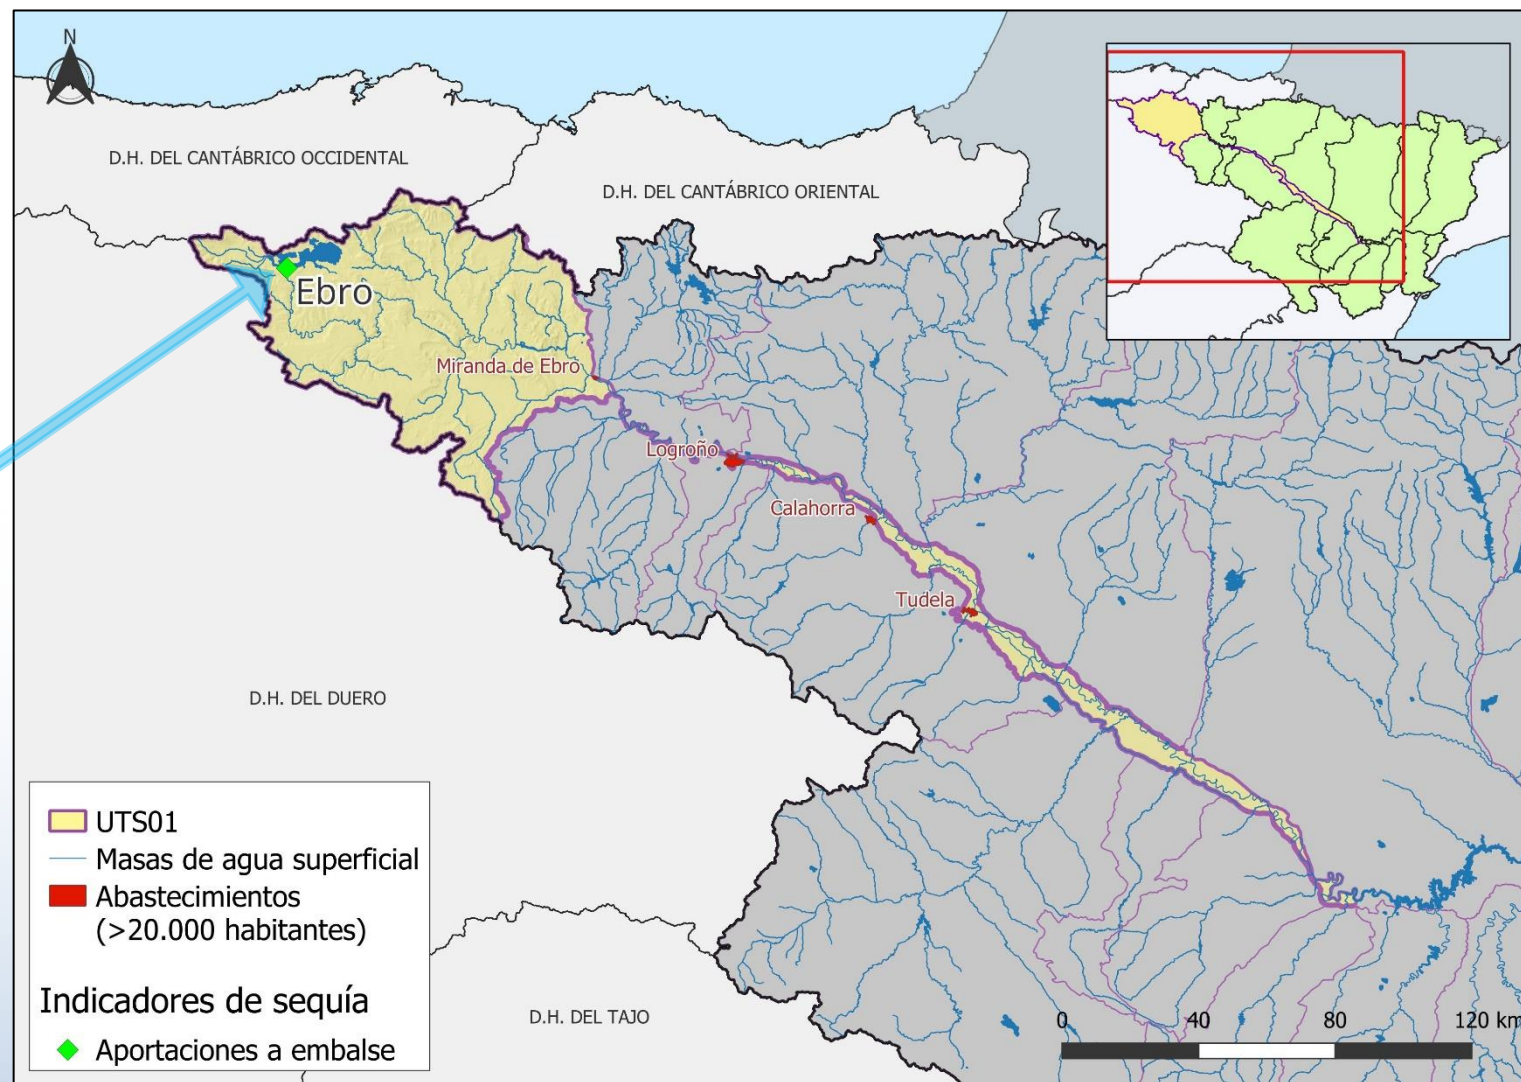 N
D.H. DEL CANTÁBRICO OCCIDENTAL
D.H. DEL CANTÁBRICO ORIENTAL
Ebro
Miranda de Ebro
Logroño
Calahorra
Tudela
D.H. DEL DUERO
D.H. DEL TAJO
UTS01
Masas de agua superficial
Abastecimientos
(>20.000 habitantes)
Indicadores de sequía
Aportaciones a embalse
0 40 80 120 km